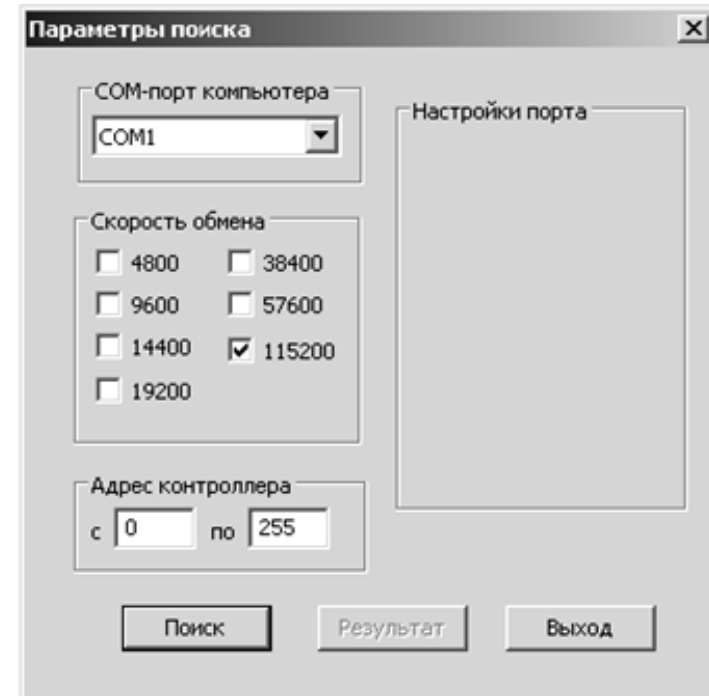 Параметры поиска
COM-порт компьютера
COM1
Настройки порта
Скорость обмена
4800 38400
9600 57600
14400 115200
19200
Адрес контроллера
с 0 по 255
Поиск Результат Выход